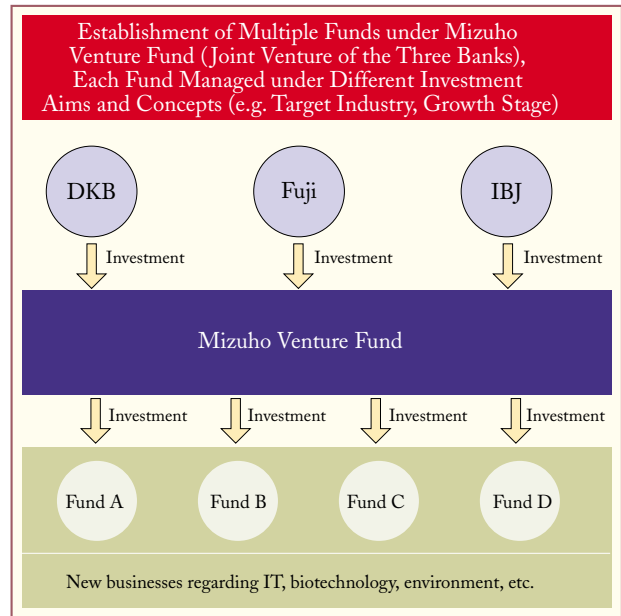 Establishment of Multiple Funds under Mizuho
Venture Fund (Joint Venture of the Three Banks),
Each Fund Managed under Different Investment
Aims and Concepts (e.g. Target Industry, Growth Stage)
DKB
Fuji
IBJ
Investment
Investment
Investment
Mizuho Venture Fund
Investment
Investment
Investment
Investment
Fund A
Fund B
Fund C
Fund D
New businesses regarding IT, biotechnology, environment, etc.